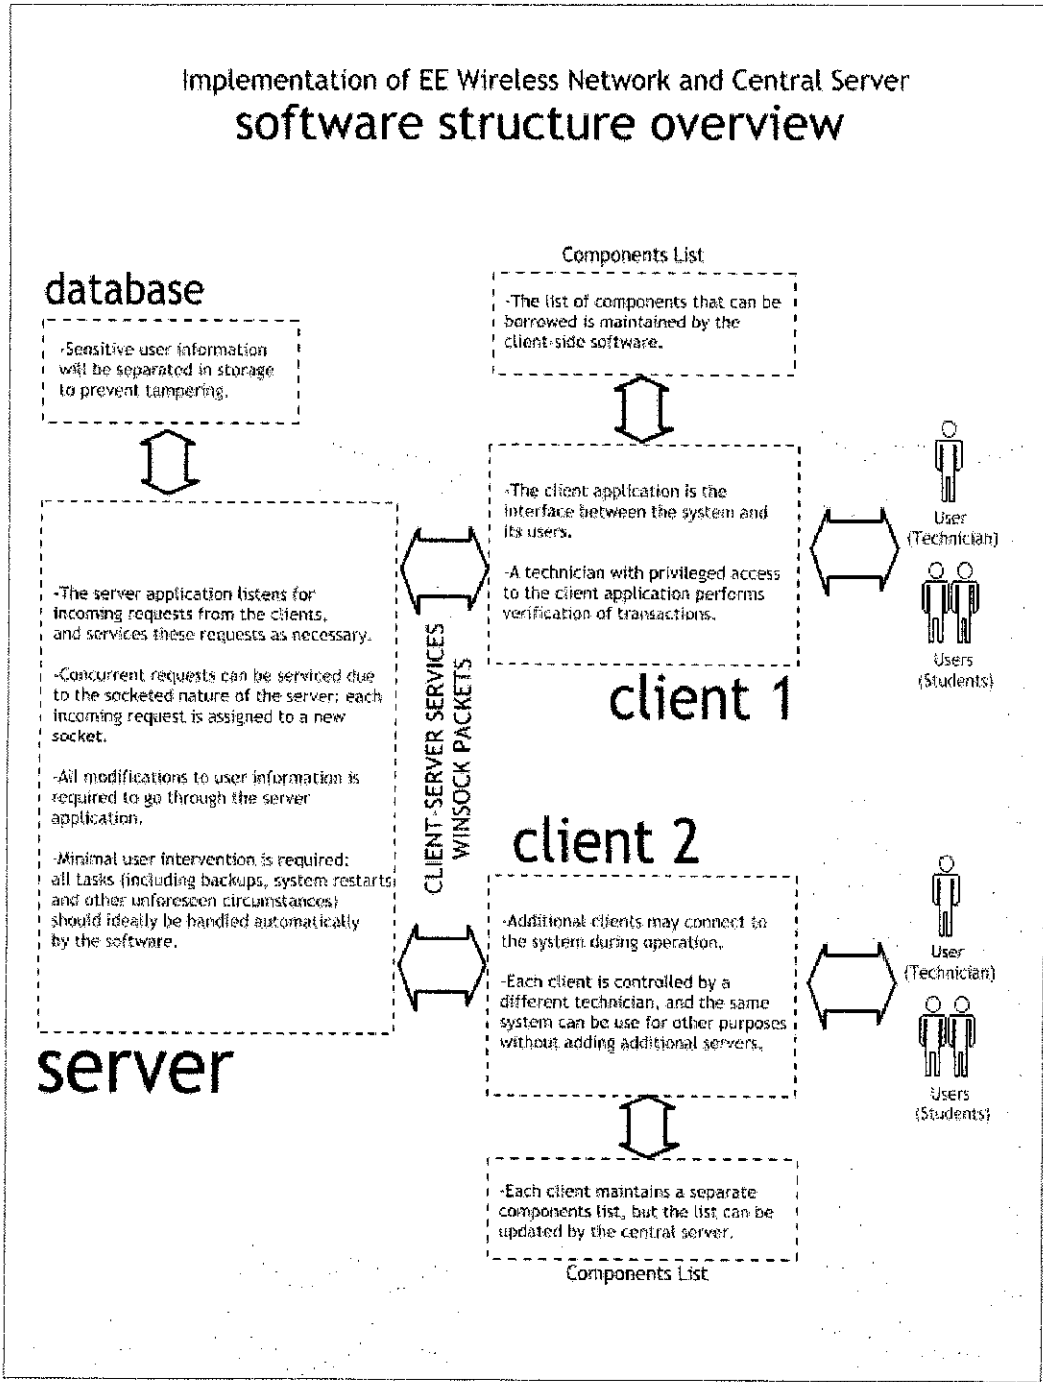 Implementation of EE Wireless Network and Central Server
software structure overview
database
-Sensitive user information
will be separated in storage
to prevent tampering.
Components List
-The list of components that can be
borrowed is maintained by the
client-side software.
-The client application is the
interface between the system and
its users.
-A technician with privileged access
to the client application performs
verification of transactions.
client 1
User
(Technician)
Users
(Students)
-The server application listens for
incoming requests from the clients,
and services these requests as necessary.
-Concurrent requests can be serviced due
to the socketed nature of the server; each
incoming request is assigned to a new
socket.
-All modifications to user information is
required to go through the server
application.
-Minimal user intervention is required:
all tasks (including backups, system restarts
and other unforeseen circumstances)
should ideally be handled automatically
by the software.
server
CLIENT-SERVER SERVICES
WINSOCK PACKETS
client 2
-Additional clients may connect to
the system during operation.
-Each client is controlled by a
different technician, and the same
system can be use for other purposes
without adding additional servers.
User
(Technician)
Users
(Students)
-Each client maintains a separate
components list, but the list can be
updated by the central server.
Components List